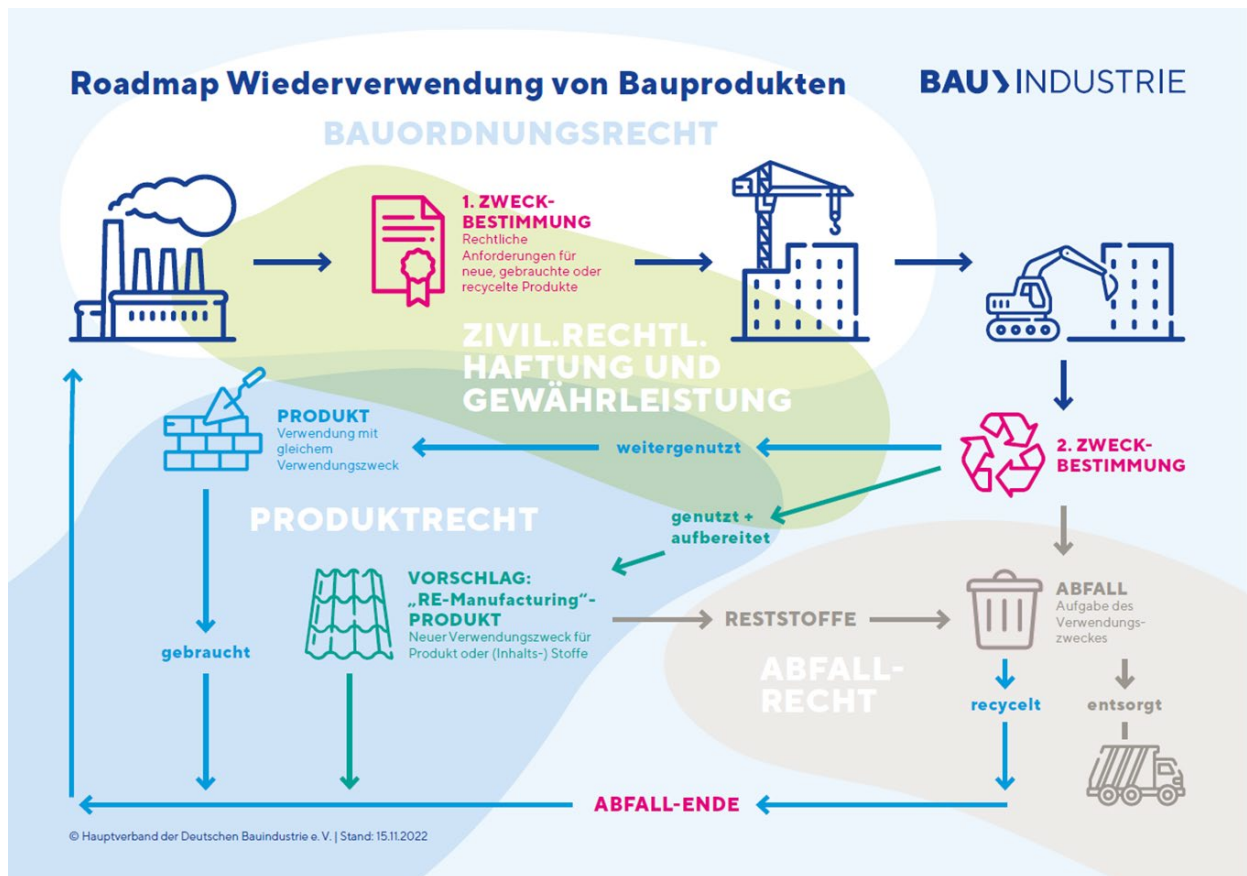 Roadmap Wiederverwendung von Bauprodukten
BAU INDUSTRIE
BAUORDNUNGSRECHT
1. ZWECK-
BESTIMMUNG
Rechtliche
Anforderungen für
neue, gebrauchte oder
recycelte Produkte
ZIVIL.RECHTL.
HAFTUNG UND
GEWÄHRLEISTUNG
PRODUKT
Verwendung mit
gleichem
Verwendungszweck
weitergenutzt
2. ZWECK-
BESTIMMUNG
PRODUKTRECHT
genutzt +
aufbereitet
VORSCHLAG:
„RE-Manufacturing“-
PRODUKT
Neuer Verwendungszweck für
Produkt oder (Inhalts-) Stoffe
RESTSTOFFE
ABFALL
Aufgabe des
Verwendungs-
zweckes
gebraucht
ABFALL-
RECHT
recycelt
entsorgt
ABFALL-ENDE
© Hauptverband der Deutschen Bauindustrie e. V. | Stand: 15.11.2022